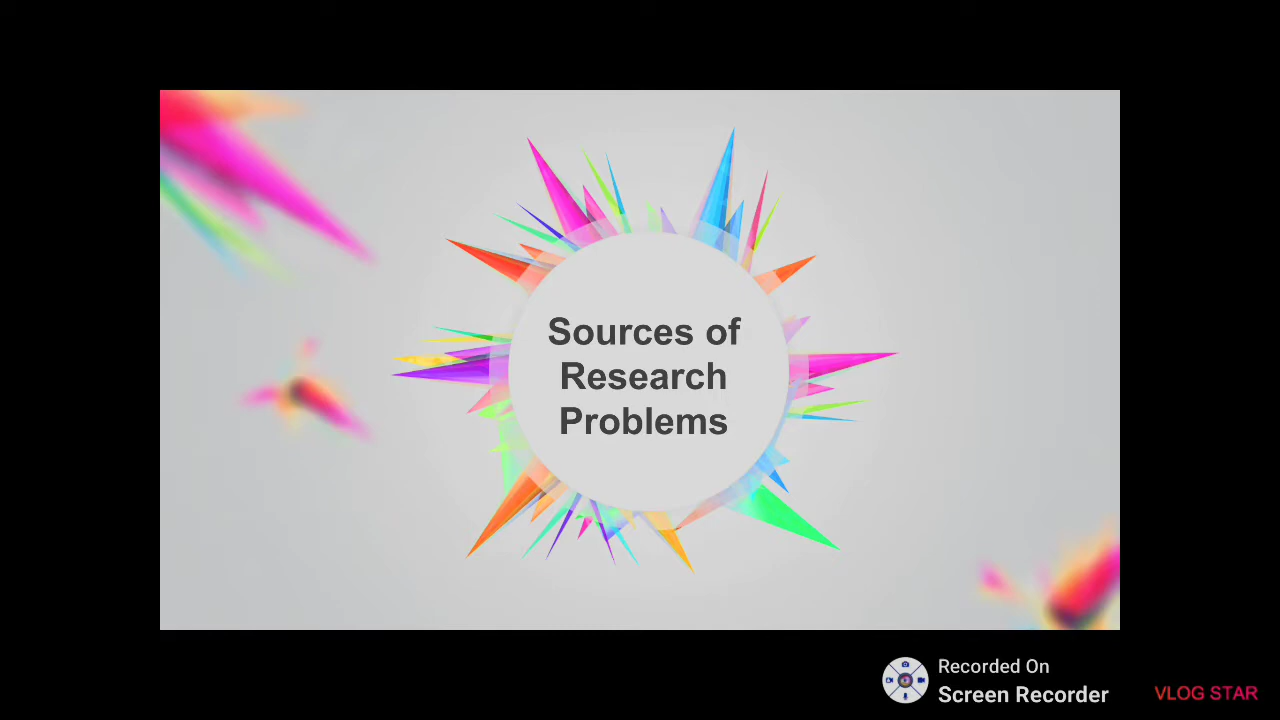 Sources of
Research
Problems
Recorded On
Screen Recorder
VLOG STAR